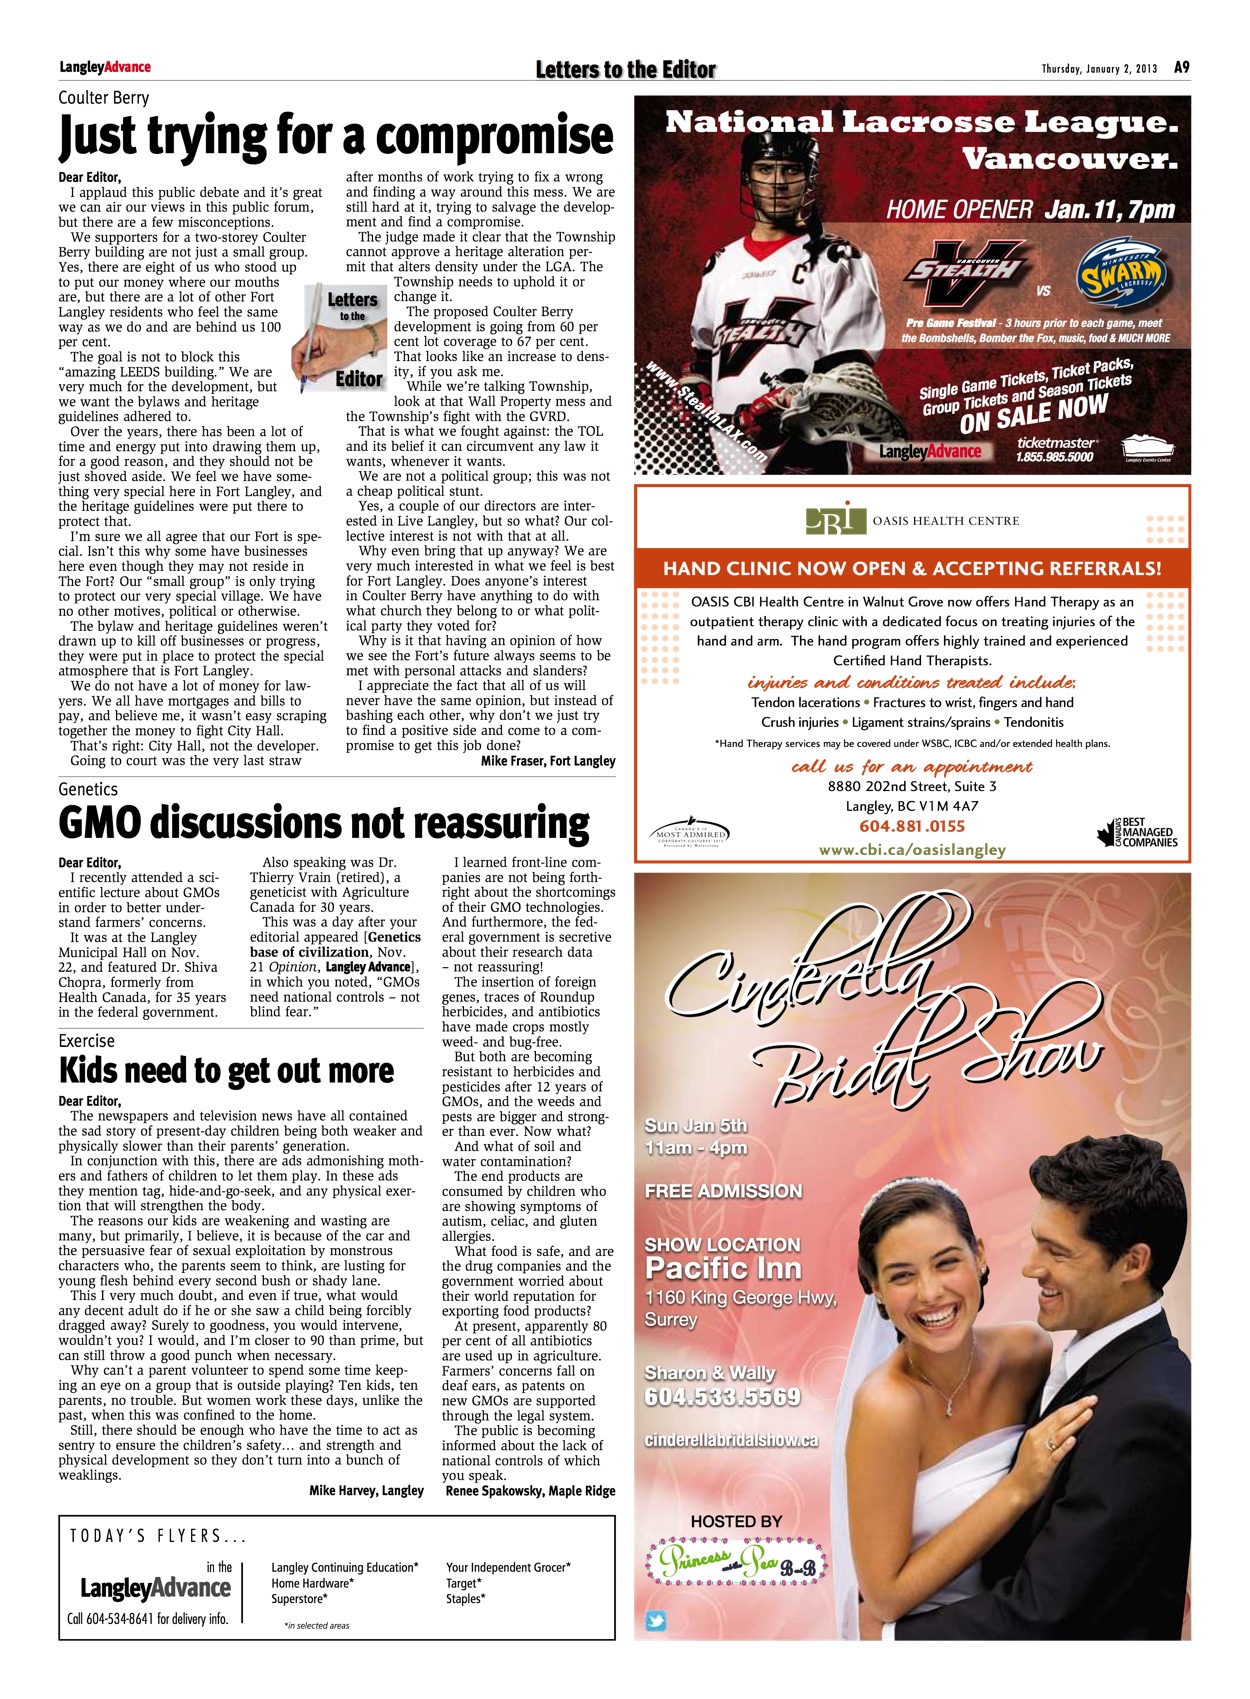 LangleyAdvance
Letters to the Editor
Thursday, January 2, 2013 A9
Coulter Berry
Just trying for a compromise
Dear Editor,
I applaud this public debate and it's great
we can air our views in this public forum,
but there are a few misconceptions.
We supporters for a two-storey Coulter
Berry building are not just a small group.
Yes, there are eight of us who stood up
to put our money where our mouths
are, but there are a lot of other Fort
Langley residents who feel the same
way as we do and are behind us 100
per cent.
The goal is not to block this
“amazing LEEDS building.” We are
very much for the development, but
we want the bylaws and heritage
guidelines adhered to.
Over the years, there has been a lot of
time and energy put into drawing them up,
for a good reason, and they should not be
just shoved aside. We feel we have some-
thing very special here in Fort Langley, and
the heritage guidelines were put there to
protect that.
I'm sure we all agree that our Fort is spe-
cial. Isn't this why some have businesses
here even though they may not reside in
The Fort? Our “small group” is only trying
to protect our very special village. We have
no other motives, political or otherwise.
The bylaw and heritage guidelines weren't
drawn up to kill off businesses or progress,
they were put in place to protect the special
atmosphere that is Fort Langley.
We do not have a lot of money for law-
yers. We all have mortgages and bills to
pay, and believe me, it wasn't easy scraping
together the money to fight City Hall.
That's right: City Hall, not the developer.
Going to court was the very last straw
after months of work trying to fix a wrong
and finding a way around this mess. We are
still hard at it, trying to salvage the develop-
ment and find a compromise.
The judge made it clear that the Township
cannot approve a heritage alteration per-
mit that alters density under the LGA. The
Township needs to uphold it or
change it.
The proposed Coulter Berry
development is going from 60 per
cent lot coverage to 67 per cent.
That looks like an increase to dens-
ity, if you ask me.
While we're talking Township,
look at that Wall Property mess and
the Township's fight with the GVRD.
That is what we fought against: the TOL
and its belief it can circumvent any law it
wants, whenever it wants.
We are not a political group; this was not
a cheap political stunt.
Yes, a couple of our directors are inter-
ested in Live Langley, but so what? Our col-
lective interest is not with that at all.
Why even bring that up anyway? We are
very much interested in what we feel is best
for Fort Langley. Does anyone's interest
in Coulter Berry have anything to do with
what church they belong to or what polit-
ical party they voted for?
Why is it that having an opinion of how
we see the Fort's future always seems to be
met with personal attacks and slanders?
I appreciate the fact that all of us will
never have the same opinion, but instead of
bashing each other, why don't we just try
to find a positive side and come to a com-
promise to get this job done?
Mike Fraser, Fort Langley
Letters
to the
Editor
Genetics
GMO discussions not reassuring
Dear Editor,
I recently attended a sci-
entific lecture about GMOs
in order to better under-
stand farmers' concerns.
It was at the Langley
Municipal Hall on Nov.
22, and featured Dr. Shiva
Chopra, formerly from
Health Canada, for 35 years
in the federal government.
Also speaking was Dr.
Thierry Vrain (retired), a
geneticist with Agriculture
Canada for 30 years.
This was a day after your
editorial appeared [Genetics
base of civilization, Nov.
21 Opinion, Langley Advance],
in which you noted, “GMOs
need national controls – not
blind fear.”
I learned front-line com-
panies are not being forth-
right about the shortcomings
of their GMO technologies.
And furthermore, the fed-
eral government is secretive
about their research data
– not reassuring!
The insertion of foreign
genes, traces of Roundup
herbicides, and antibiotics
have made crops mostly
weed- and bug-free.
But both are becoming
resistant to herbicides and
pesticides after 12 years of
GMOs, and the weeds and
pests are bigger and strong-
er than ever. Now what?
And what of soil and
water contamination?
The end products are
consumed by children who
are showing symptoms of
autism, celiac, and gluten
allergies.
What food is safe, and are
the drug companies and the
government worried about
their world reputation for
exporting food products?
At present, apparently 80
per cent of all antibiotics
are used up in agriculture.
Farmers' concerns fall on
deaf ears, as patents on
new GMOs are supported
through the legal system.
The public is becoming
informed about the lack of
national controls of which
you speak.
Renee Spakowsky, Maple Ridge
Exercise
Kids need to get out more
Dear Editor,
The newspapers and television news have all contained
the sad story of present-day children being both weaker and
physically slower than their parents' generation.
In conjunction with this, there are ads admonishing moth-
ers and fathers of children to let them play. In these ads
they mention tag, hide-and-go-seek, and any physical exer-
tion that will strengthen the body.
The reasons our kids are weakening and wasting are
many, but primarily, I believe, it is because of the car and
the persuasive fear of sexual exploitation by monstrous
characters who, the parents seem to think, are lusting for
young flesh behind every second bush or shady lane.
This I very much doubt, and even if true, what would
any decent adult do if he or she saw a child being forcibly
dragged away? Surely to goodness, you would intervene,
wouldn't you? I would, and I'm closer to 90 than prime, but
can still throw a good punch when necessary.
Why can't a parent volunteer to spend some time keep-
ing an eye on a group that is outside playing? Ten kids, ten
parents, no trouble. But women work these days, unlike the
past, when this was confined to the home.
Still, there should be enough who have the time to act as
sentry to ensure the children's safety… and strength and
physical development so they don't turn into a bunch of
weaklings.
Mike Harvey, Langley
TODAY'S FLYERS...
in the
LangleyAdvance
Call 604-534-8641 for delivery info.
Langley Continuing Education*
Home Hardware*
Superstore*
Your Independent Grocer*
Target*
Staples*
*in selected areas
National Lacrosse League.
Vancouver.
HOME OPENER Jan. 11, 7pm
VANCOUVER
STEALTH
VS
MINNESOTA
SWARM
LACROSSE
C
VANCOUVER
STEALTH
Pre Game Festival - 3 hours prior to each game, meet
the Bombshells, Bomber the Fox, music, food & MUCH MORE
www.StealthLAX.com
Single Game Tickets, Ticket Packs,
Group Tickets and Season Tickets
ON SALE NOW
LangleyAdvance
ticketmaster®
1.855.985.5000
Langley Events Centre
CBI OASIS HEALTH CENTRE
HAND CLINIC NOW OPEN & ACCEPTING REFERRALS!
OASIS CBI Health Centre in Walnut Grove now offers Hand Therapy as an
outpatient therapy clinic with a dedicated focus on treating injuries of the
hand and arm. The hand program offers highly trained and experienced
Certified Hand Therapists.
injuries and conditions treated include:
Tendon lacerations • Fractures to wrist, fingers and hand
Crush injuries • Ligament strains/sprains • Tendonitis
*Hand Therapy services may be covered under WSBC, ICBC and/or extended health plans.
call us for an appointment
8880 202nd Street, Suite 3
Langley, BC V1M 4A7
604.881.0155
www.cbi.ca/oasislangley
CANADA'S 10
MOST ADMIRED
CORPORATE CULTURES 2012
Presented by Waterstone
CANADA'S
BEST
MANAGED
COMPANIES
Cinderella
Bridal Show
Sun Jan 5th
11am - 4pm
FREE ADMISSION
SHOW LOCATION
Pacific Inn
1160 King George Hwy,
Surrey
Sharon & Wally
604.533.5569
cinderellabridalshow.ca
HOSTED BY
Princess and the Pea B&B